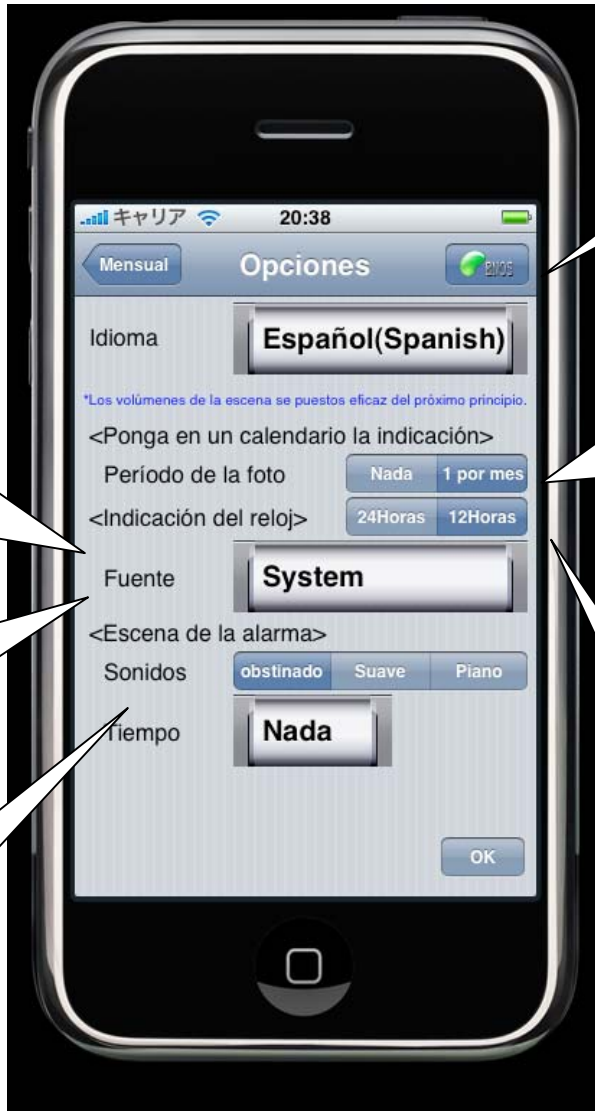 キャリア 20:38
Mensual Opciones BNOS
Idioma Español(Spanish)
*Los volúmenes de la escena se puestos eficaz del próximo principio.
<Ponga en un calendario la indicación>
Período de la foto Nada 1 por mes
<Indicación del reloj> 24Horas 12Horas
Fuente System
<Escena de la alarma>
Sonidos obstinado Suave Piano
Tiempo Nada
OK